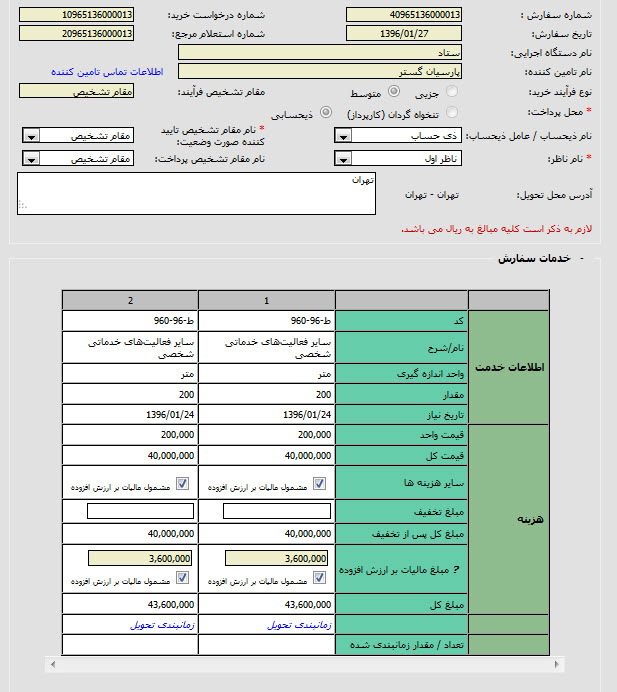 شماره سفارش : 40965136000013 شماره درخواست خرید: 10965136000013
تاریخ سفارش: 1396/01/27 شماره استعلام مرجع: 20965136000013
نام دستگاه اجرایی: ستاد
نام تامین کننده: پارسیان گستر اطلاعات تماس تامین کننده
نوع فرآیند خرید: جزیی متوسط مقام تشخیص فرآیند: مقام تشخیص
* محل پرداخت: تنخواه گردان (کارپرداز) ذیحسابی
نام ذیحساب / عامل ذیحساب: ذی حساب * نام مقام تشخیص تایید کننده صورت وضعیت: مقام تشخیص
* نام ناظر: ناظر اول نام مقام تشخیص پرداخت: مقام تشخیص
آدرس محل تحویل: تهران - تهران تهران
لازم به ذکر است کلیه مبالغ به ریال می باشد.
- خدمات سفارش
1 2
اطلاعات خدمت
کد ط-96-960 ط-96-960
نام/شرح سایر فعالیت‌های خدماتی شخصی سایر فعالیت‌های خدماتی شخصی
واحد اندازه گیری متر متر
مقدار 200 200
تاریخ نیاز 1396/01/24 1396/01/24
هزینه
قیمت واحد 200,000 200,000
قیمت کل 40,000,000 40,000,000
سایر هزینه ها مشمول مالیات بر ارزش افزوده مشمول مالیات بر ارزش افزوده
مبلغ تخفیف
مبلغ کل پس از تخفیف 40,000,000 40,000,000
? مبلغ مالیات بر ارزش افزوده 3,600,000 3,600,000
مشمول مالیات بر ارزش افزوده مشمول مالیات بر ارزش افزوده
مبلغ کل 43,600,000 43,600,000
زمانبندی تحویل زمانبندی تحویل
تعداد / مقدار زمانبندی شده